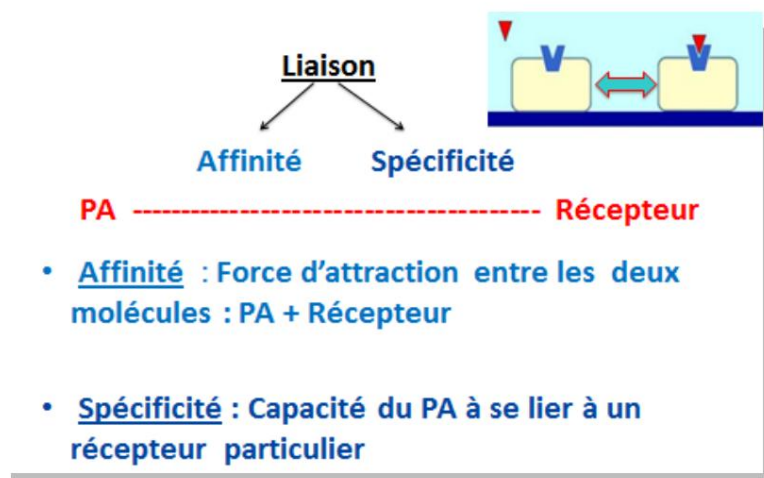 Liaison
Affinité Spécificité
PA --------------------------------------- Récepteur
• Affinité : Force d’attraction entre les deux
molécules : PA + Récepteur
• Spécificité : Capacité du PA à se lier à un
récepteur particulier